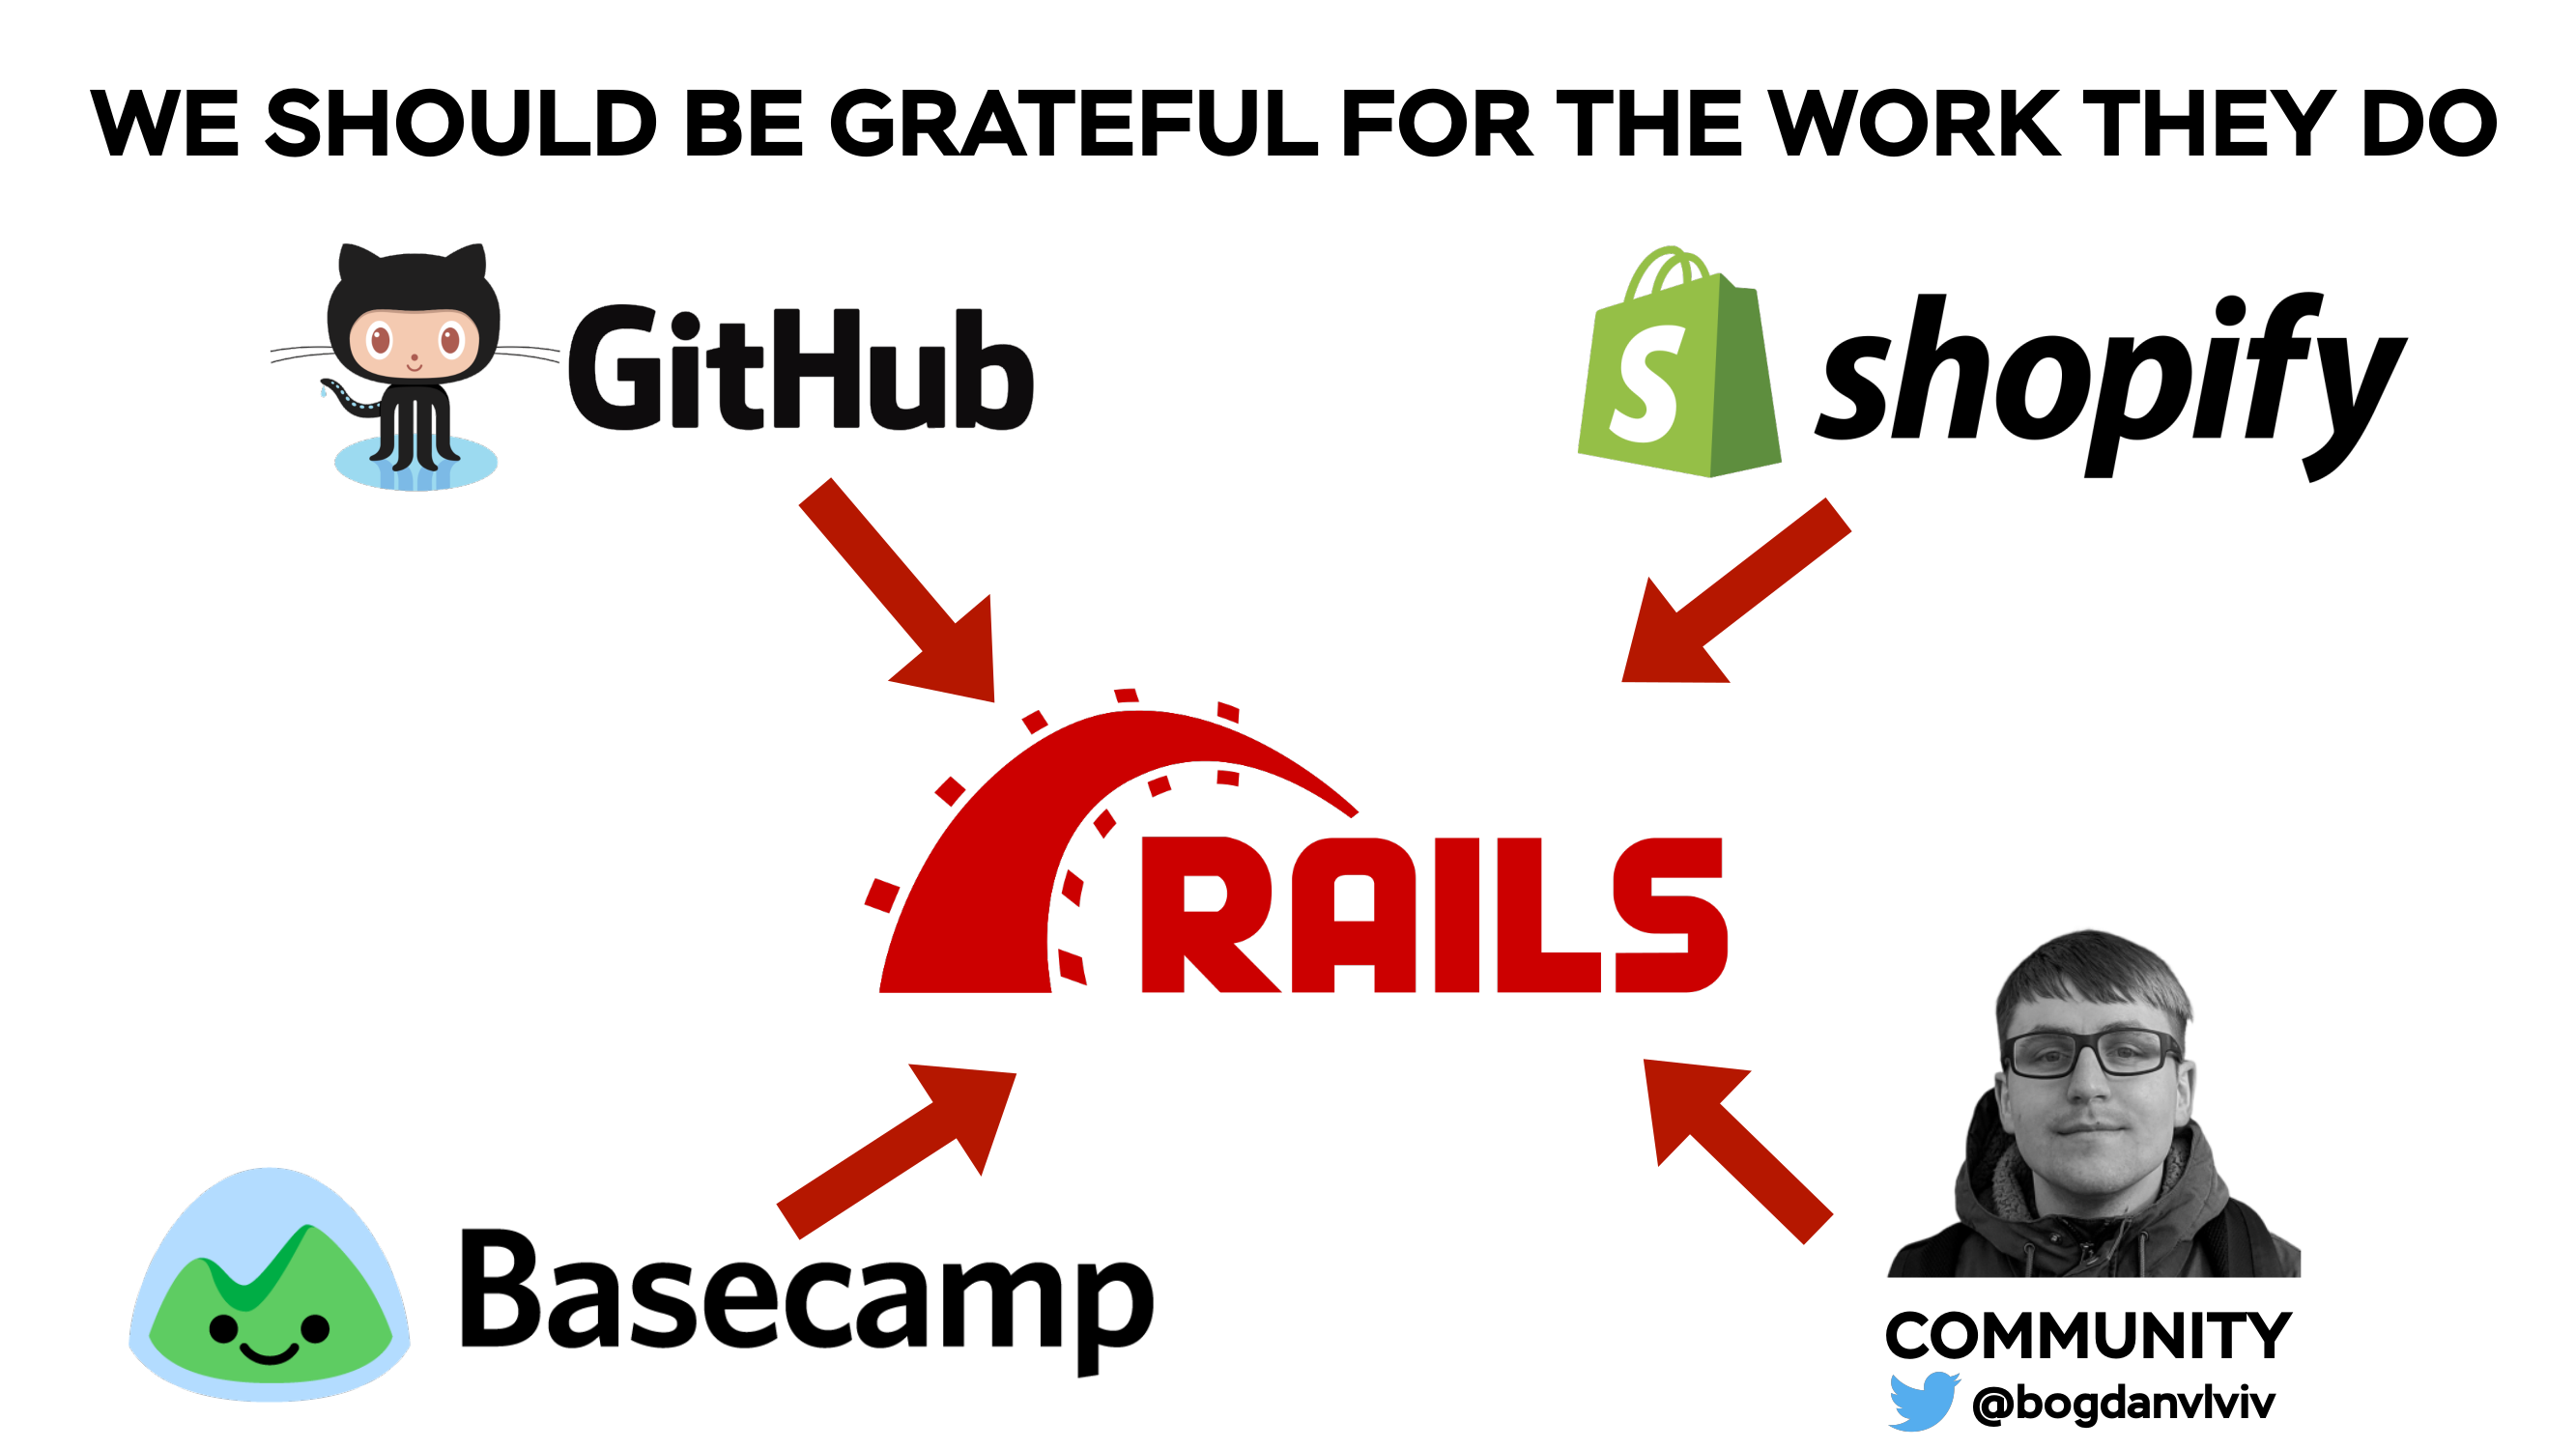 WE SHOULD BE GRATEFUL FOR THE WORK THEY DO
GitHub
S shopify
RAILS
Basecamp
COMMUNITY
@bogdanvlviv